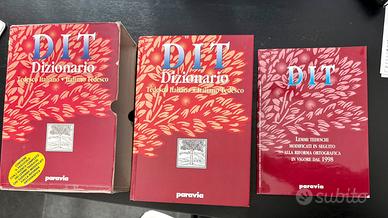 DIT
Dizionario
Tedesco Italiano • Italiano Tedesco
paravia
DIT
Dizionario
Tedesco Italiano • Italiano Tedesco
paravia
DIT
LEMMI TEDESCHI
MODIFICATI IN SEGUITO
ALLA RIFORMA ORTOGRAFICA
IN VIGORE DAL 1998
paravia
subito